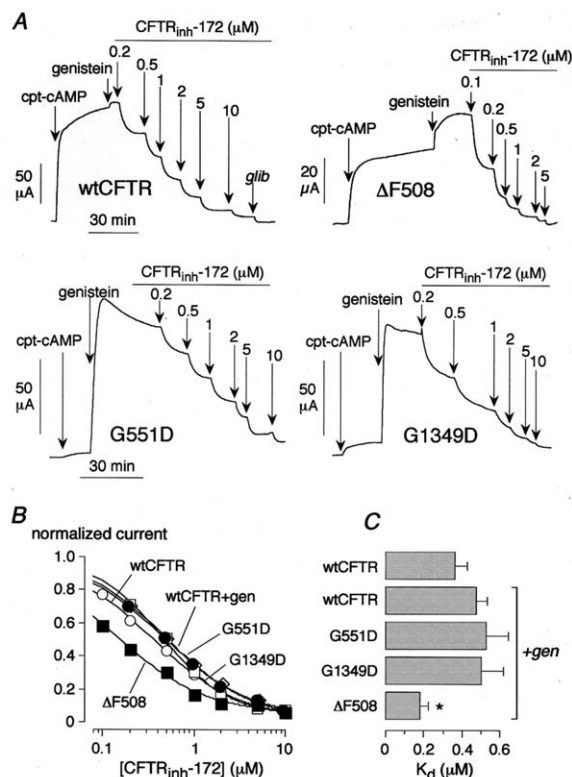 A
CFTRinh-172 (μM)
0.2
genistein
0.5
1
cpt-cAMP
2
5
10
glib
50
μA
wtCFTR
30 min
CFTRinh-172 (μM)
0.1
genistein
0.2
cpt-cAMP
0.5
1
2
5
20
μA
ΔF508
CFTRinh-172 (μM)
genistein
0.2
0.5
1
cpt-cAMP
2
5
10
50
μA
G551D
30 min
CFTRinh-172 (μM)
genistein
0.2
0.5
cpt-cAMP
1
2
5
10
50
μA
G1349D
B
normalized current
1.0
0.8
0.6
0.4
0.2
0
wtCFTR
wtCFTR+gen
G551D
G1349D
ΔF508
0.1
1
10
[CFTRinh-172] (μM)
C
wtCFTR
wtCFTR
G551D
G1349D
ΔF508
*
+gen
0
0.2
0.4
0.6
Kd (μM)